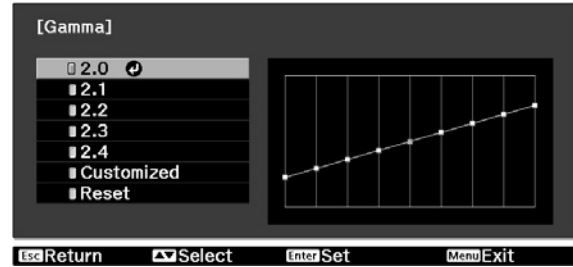 [Gamma]
2.0
2.1
2.2
2.3
2.4
Customized
Reset
Esc Return Select Enter Set Menu Exit